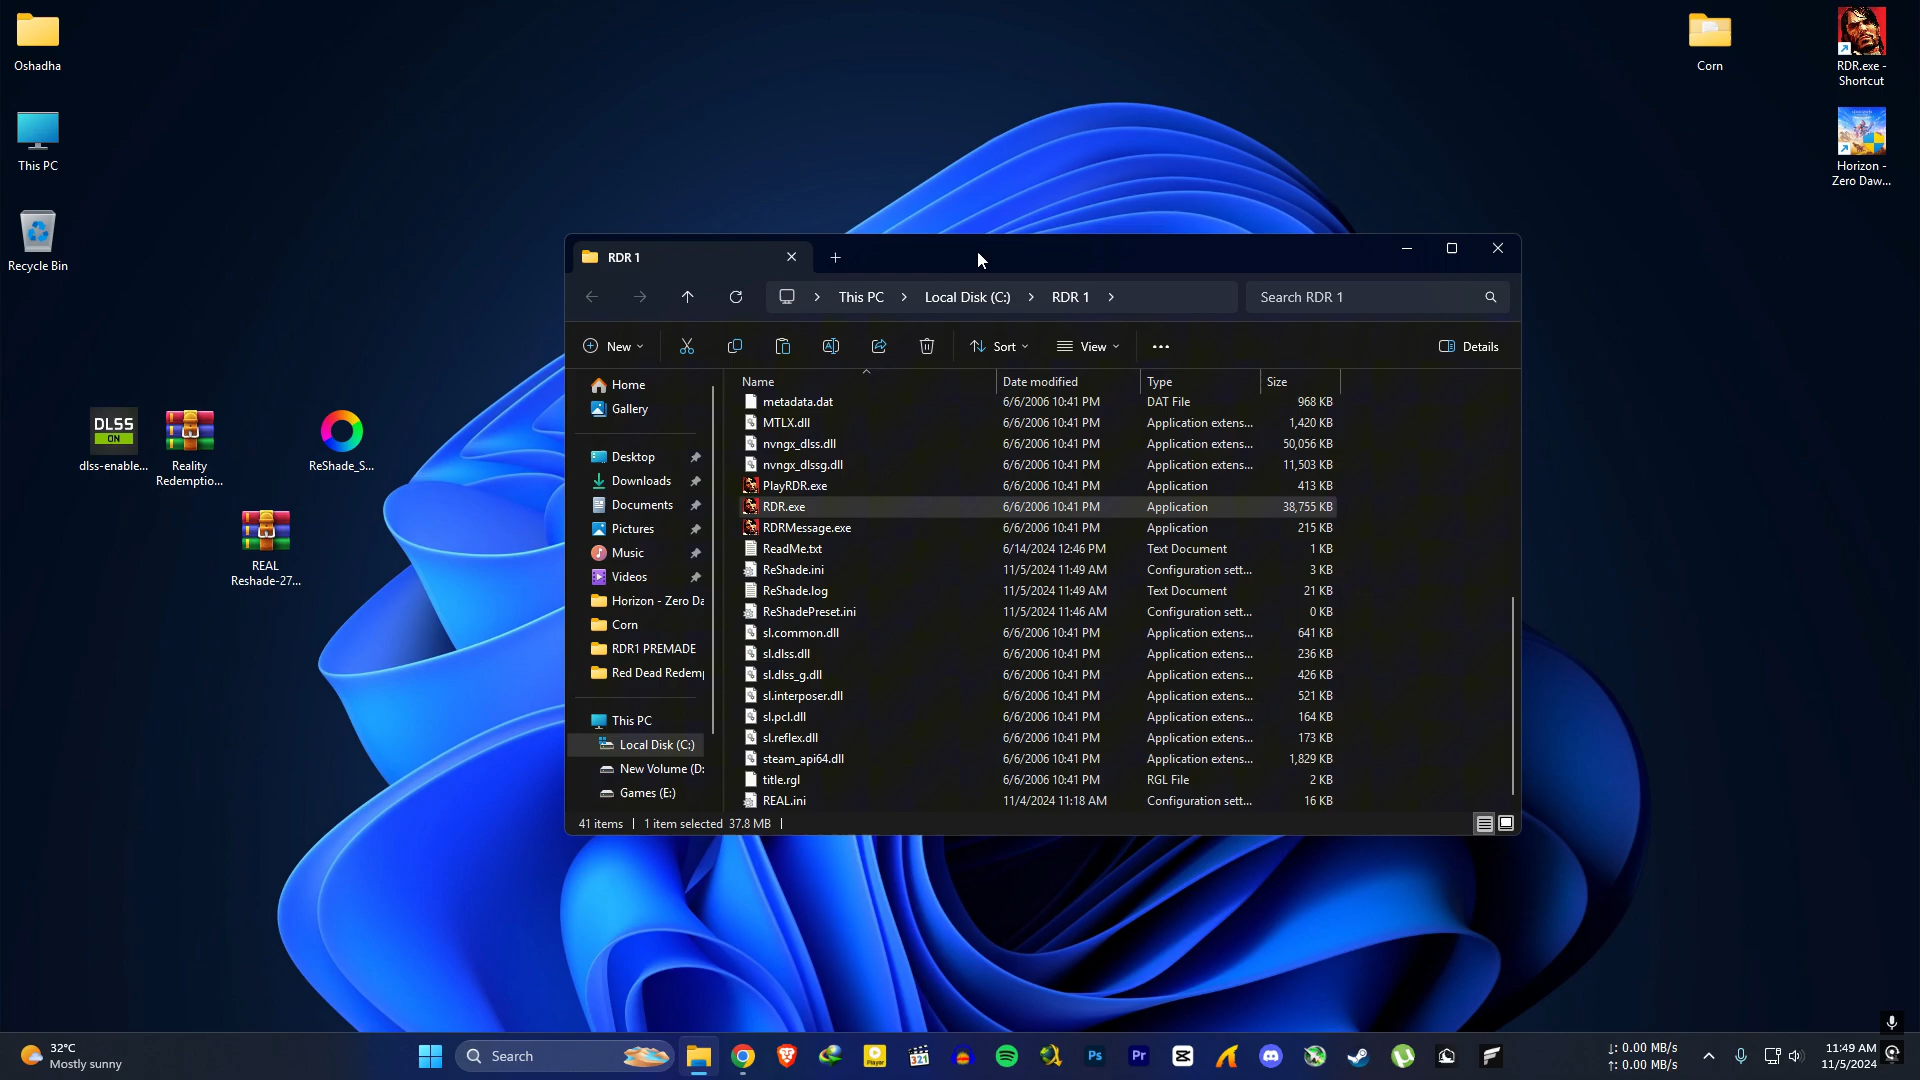 Oshadha
This PC
Recycle Bin
DLSS
ON
dlss-enable...
Reality
Redemptio...
ReShade_S...
REAL
Reshade-27...
Corn
RDR.exe -
Shortcut
Horizon -
Zero Daw...
RDR 1
This PC
Local Disk (C:)
RDR 1
Search RDR 1
New
Sort
View
Details
Home
Gallery
Desktop
Downloads
Documents
Pictures
Music
Videos
Horizon - Zero Da
Corn
RDR1 PREMADE
Red Dead Redemp
This PC
Local Disk (C:)
New Volume (D:
Games (E:)
Name Date modified Type Size
metadata.dat 6/6/2006 10:41 PM DAT File 968 KB
MTLX.dll 6/6/2006 10:41 PM Application extens... 1,420 KB
nvngx_dlss.dll 6/6/2006 10:41 PM Application extens... 50,056 KB
nvngx_dlssg.dll 6/6/2006 10:41 PM Application extens... 11,503 KB
PlayRDR.exe 6/6/2006 10:41 PM Application 413 KB
RDR.exe 6/6/2006 10:41 PM Application 38,755 KB
RDRMessage.exe 6/6/2006 10:41 PM Application 215 KB
ReadMe.txt 6/14/2024 12:46 PM Text Document 1 KB
ReShade.ini 11/5/2024 11:49 AM Configuration sett... 3 KB
ReShade.log 11/5/2024 11:49 AM Text Document 21 KB
ReShadePreset.ini 11/5/2024 11:46 AM Configuration sett... 0 KB
sl.common.dll 6/6/2006 10:41 PM Application extens... 641 KB
sl.dlss.dll 6/6/2006 10:41 PM Application extens... 236 KB
sl.dlss_g.dll 6/6/2006 10:41 PM Application extens... 426 KB
sl.interposer.dll 6/6/2006 10:41 PM Application extens... 521 KB
sl.pcl.dll 6/6/2006 10:41 PM Application extens... 164 KB
sl.reflex.dll 6/6/2006 10:41 PM Application extens... 173 KB
steam_api64.dll 6/6/2006 10:41 PM Application extens... 1,829 KB
title.rgl 6/6/2006 10:41 PM RGL File 2 KB
REAL.ini 11/4/2024 11:18 AM Configuration sett... 16 KB
41 items 1 item selected 37.8 MB
32°C
Mostly sunny
Search
Player
321
Ps
Pr
↓: 0.00 MB/s
↑: 0.00 MB/s
11:49 AM
11/5/2024